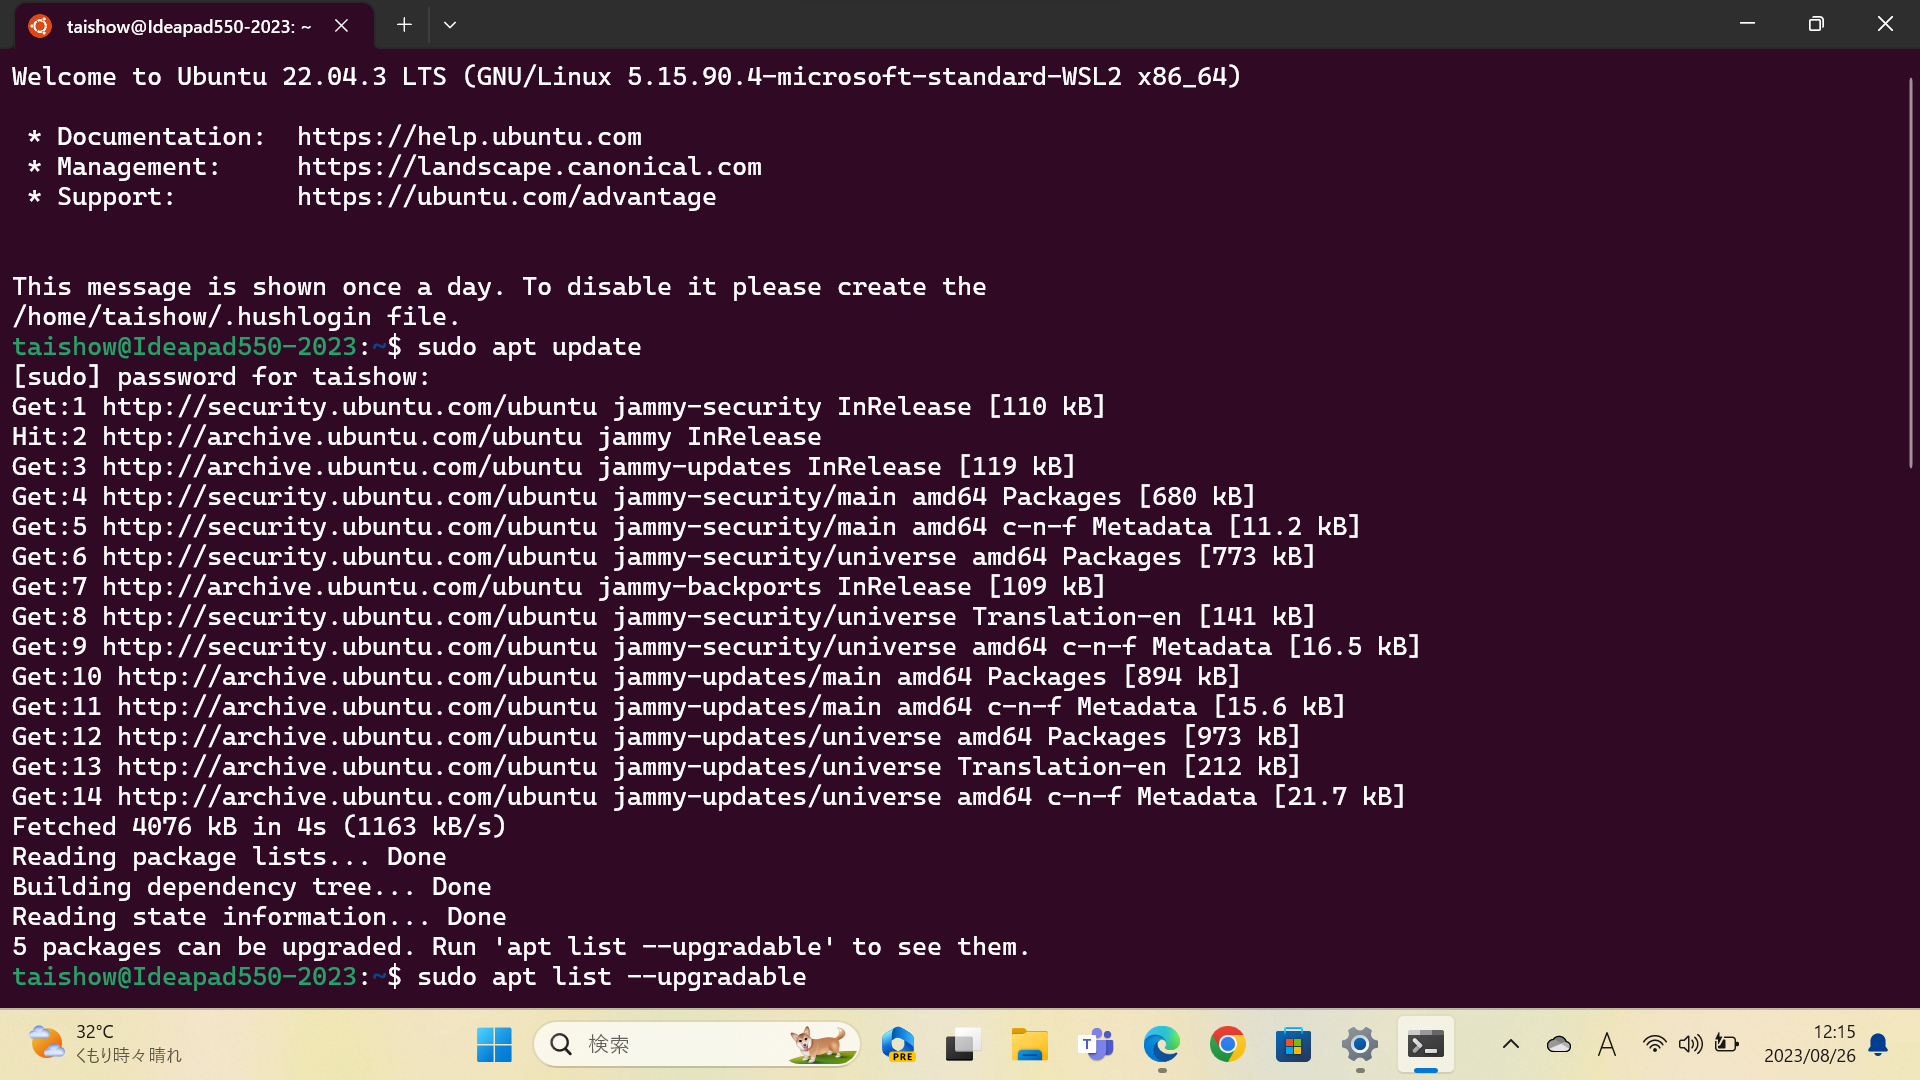 taishow@Ideapad550-2023: ~
Welcome to Ubuntu 22.04.3 LTS (GNU/Linux 5.15.90.4-microsoft-standard-WSL2 x86_64)
* Documentation:  https://help.ubuntu.com
* Management:     https://landscape.canonical.com
* Support:        https://ubuntu.com/advantage
This message is shown once a day. To disable it please create the
/home/taishow/.hushlogin file.
taishow@Ideapad550-2023:~$ sudo apt update
[sudo] password for taishow:
Get:1 http://security.ubuntu.com/ubuntu jammy-security InRelease [110 kB]
Hit:2 http://archive.ubuntu.com/ubuntu jammy InRelease
Get:3 http://archive.ubuntu.com/ubuntu jammy-updates InRelease [119 kB]
Get:4 http://security.ubuntu.com/ubuntu jammy-security/main amd64 Packages [680 kB]
Get:5 http://security.ubuntu.com/ubuntu jammy-security/main amd64 c-n-f Metadata [11.2 kB]
Get:6 http://security.ubuntu.com/ubuntu jammy-security/universe amd64 Packages [773 kB]
Get:7 http://archive.ubuntu.com/ubuntu jammy-backports InRelease [109 kB]
Get:8 http://security.ubuntu.com/ubuntu jammy-security/universe Translation-en [141 kB]
Get:9 http://security.ubuntu.com/ubuntu jammy-security/universe amd64 c-n-f Metadata [16.5 kB]
Get:10 http://archive.ubuntu.com/ubuntu jammy-updates/main amd64 Packages [894 kB]
Get:11 http://archive.ubuntu.com/ubuntu jammy-updates/main amd64 c-n-f Metadata [15.6 kB]
Get:12 http://archive.ubuntu.com/ubuntu jammy-updates/universe amd64 Packages [973 kB]
Get:13 http://archive.ubuntu.com/ubuntu jammy-updates/universe Translation-en [212 kB]
Get:14 http://archive.ubuntu.com/ubuntu jammy-updates/universe amd64 c-n-f Metadata [21.7 kB]
Fetched 4076 kB in 4s (1163 kB/s)
Reading package lists... Done
Building dependency tree... Done
Reading state information... Done
5 packages can be upgraded. Run 'apt list --upgradable' to see them.
taishow@Ideapad550-2023:~$ sudo apt list --upgradable
32°C
くもり時々晴れ
検索
PRE
T
A
12:15
2023/08/26